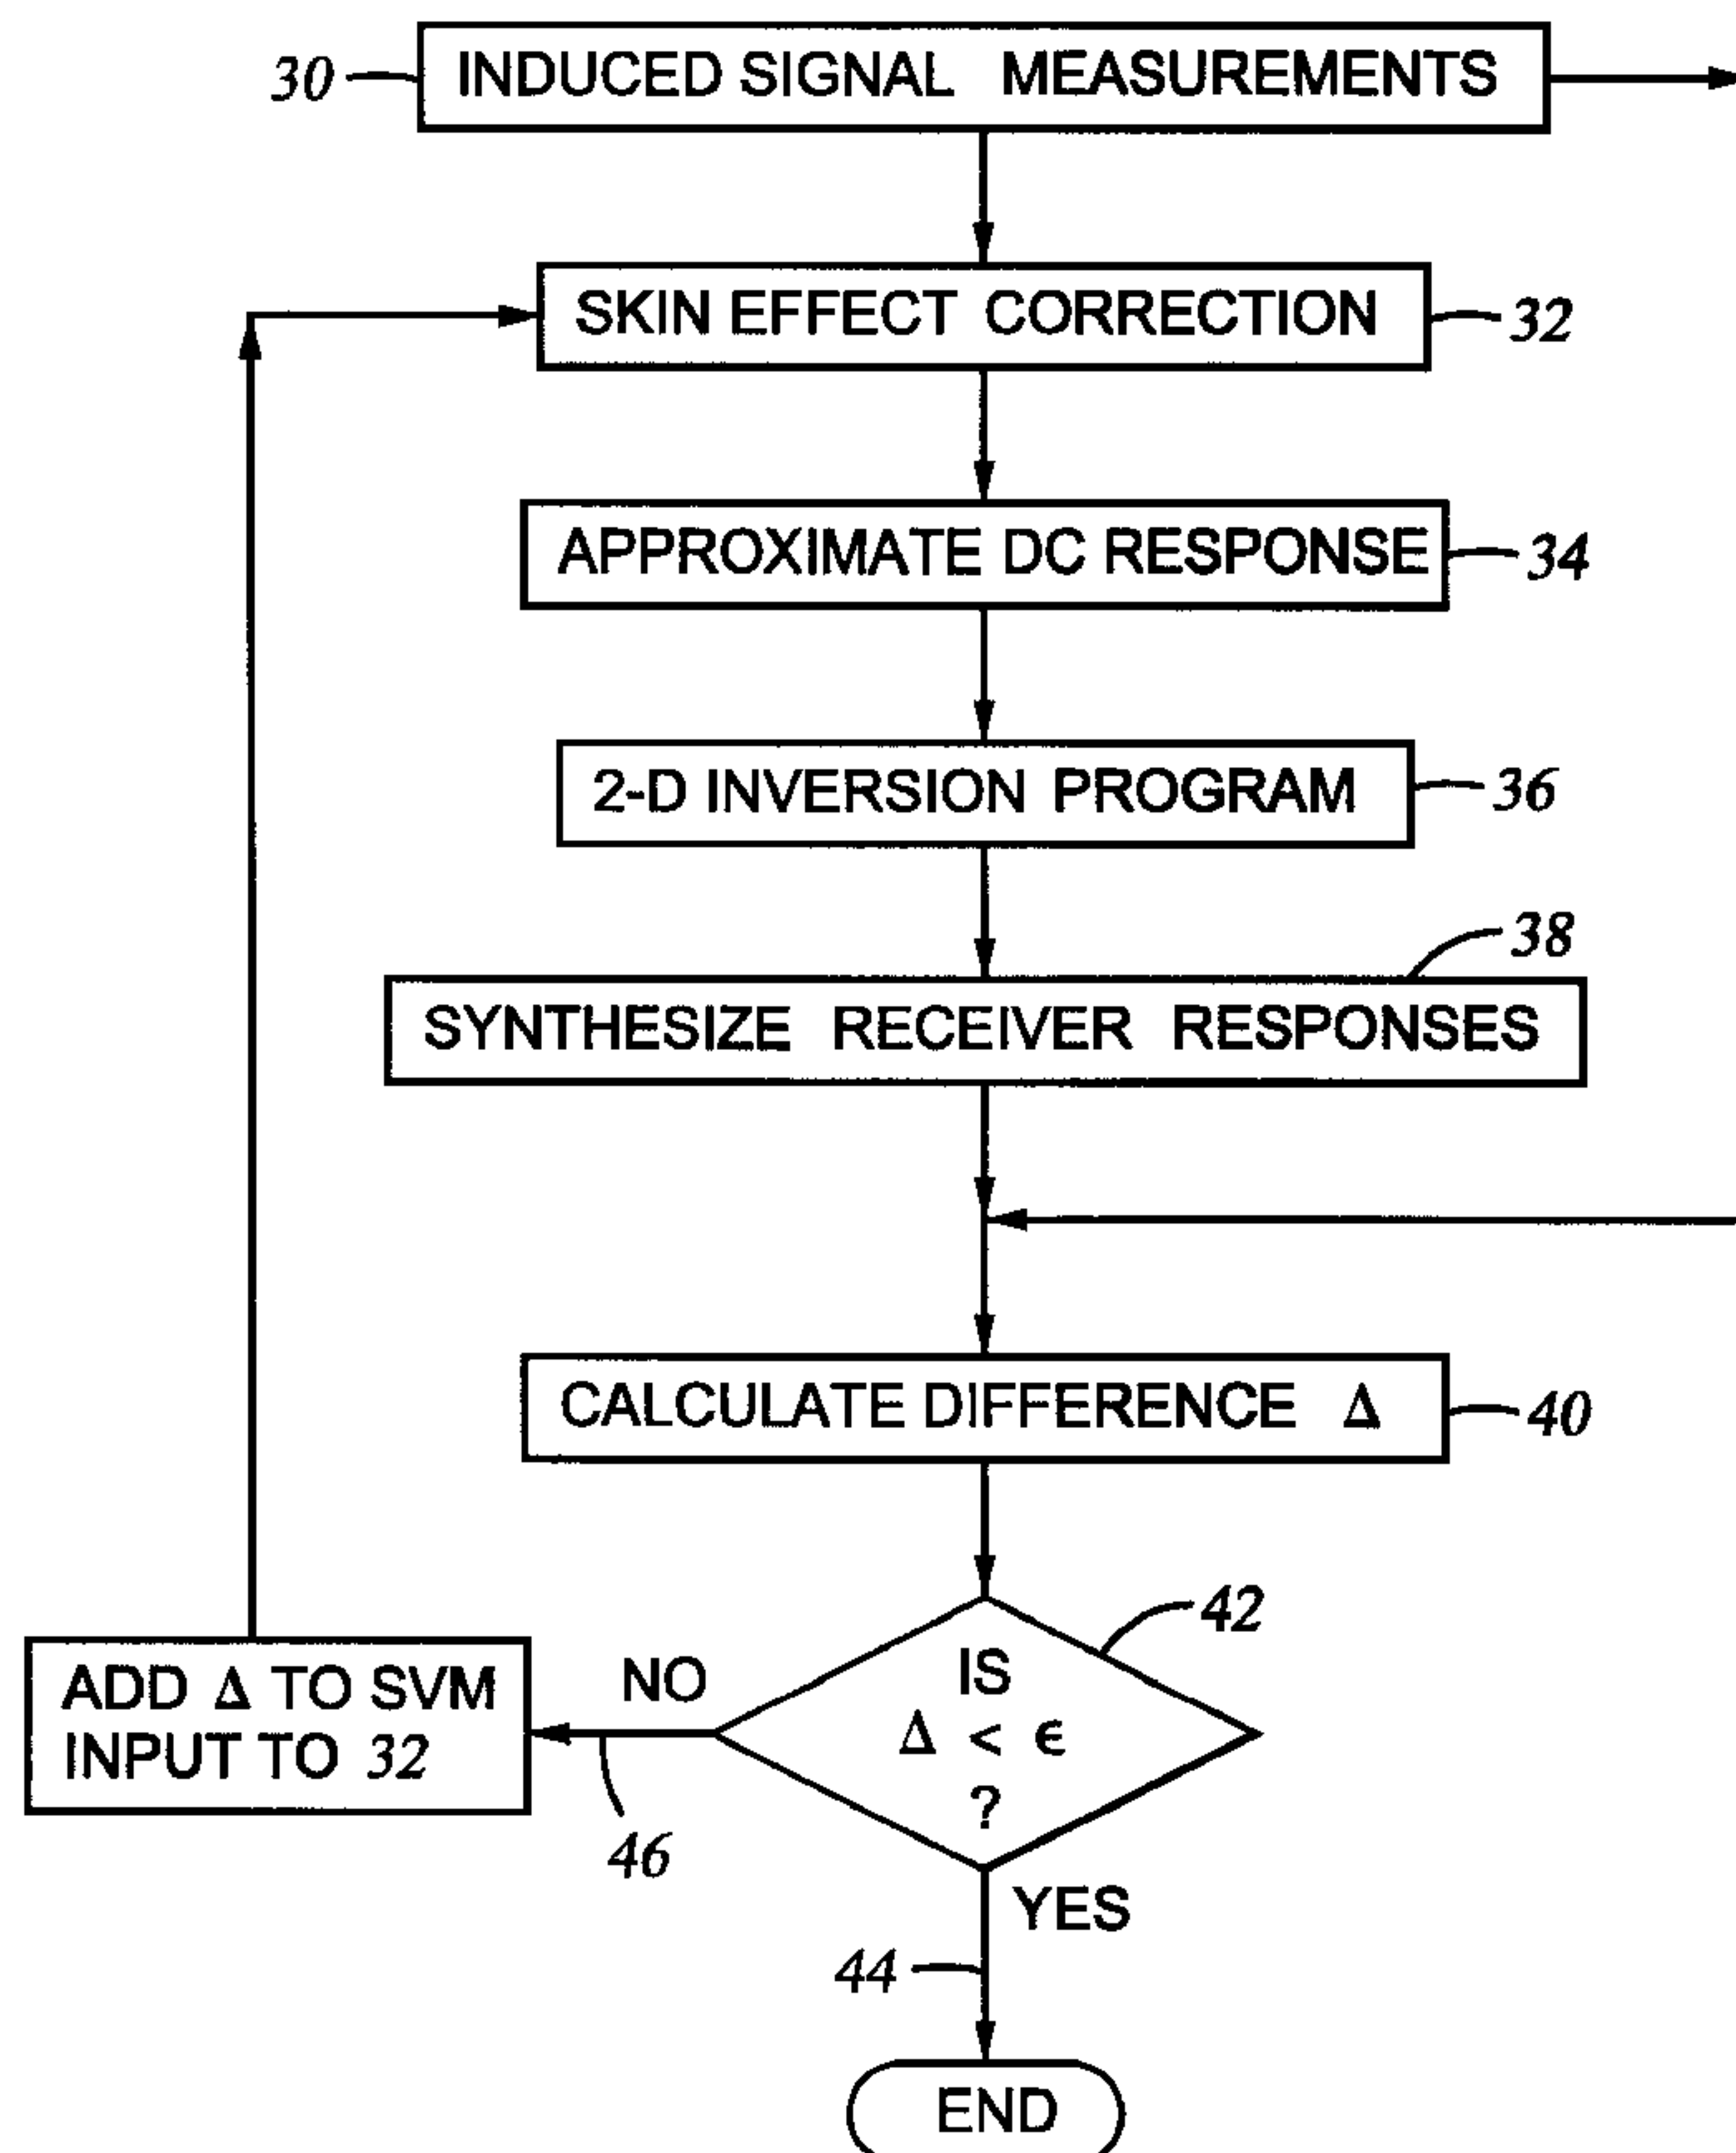 30
INDUCED SIGNAL MEASUREMENTS
SKIN EFFECT CORRECTION
32
APPROXIMATE DC RESPONSE
34
2-D INVERSION PROGRAM
36
38
SYNTHESIZE RECEIVER RESPONSES
CALCULATE DIFFERENCE Δ
40
42
IS
Δ < ϵ
?
NO
ADD Δ TO SVM
INPUT TO 32
46
YES
44
END